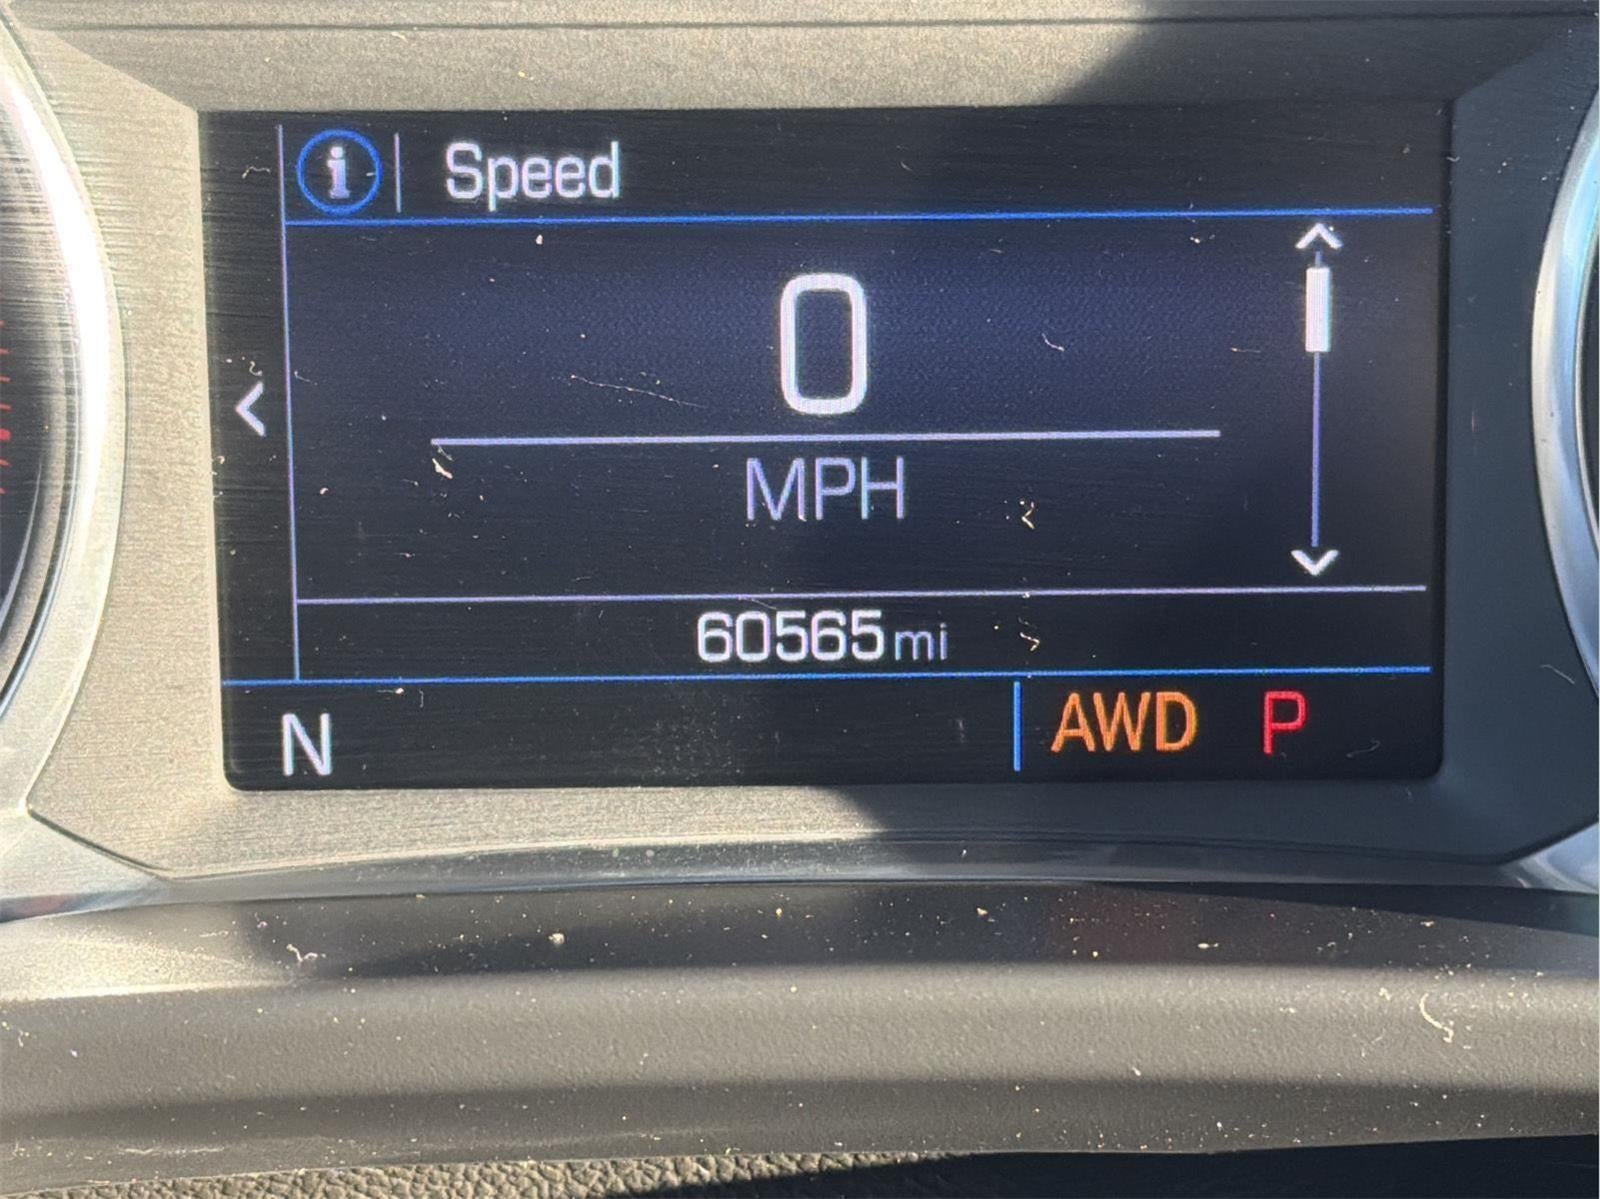 i Speed
0
MPH
60565 mi
N AWD P